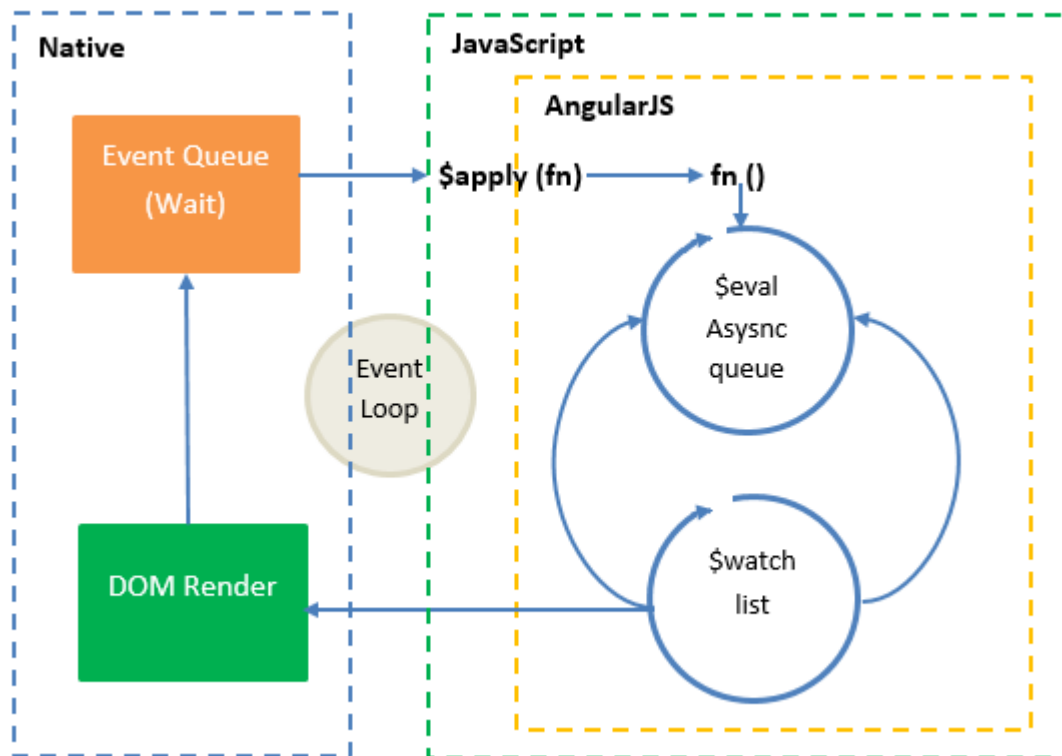 Native
JavaScript
AngularJS
Event Queue
(Wait)
$apply (fn)
fn ()
$eval
Asysnc
queue
Event
Loop
DOM Render
$watch
list